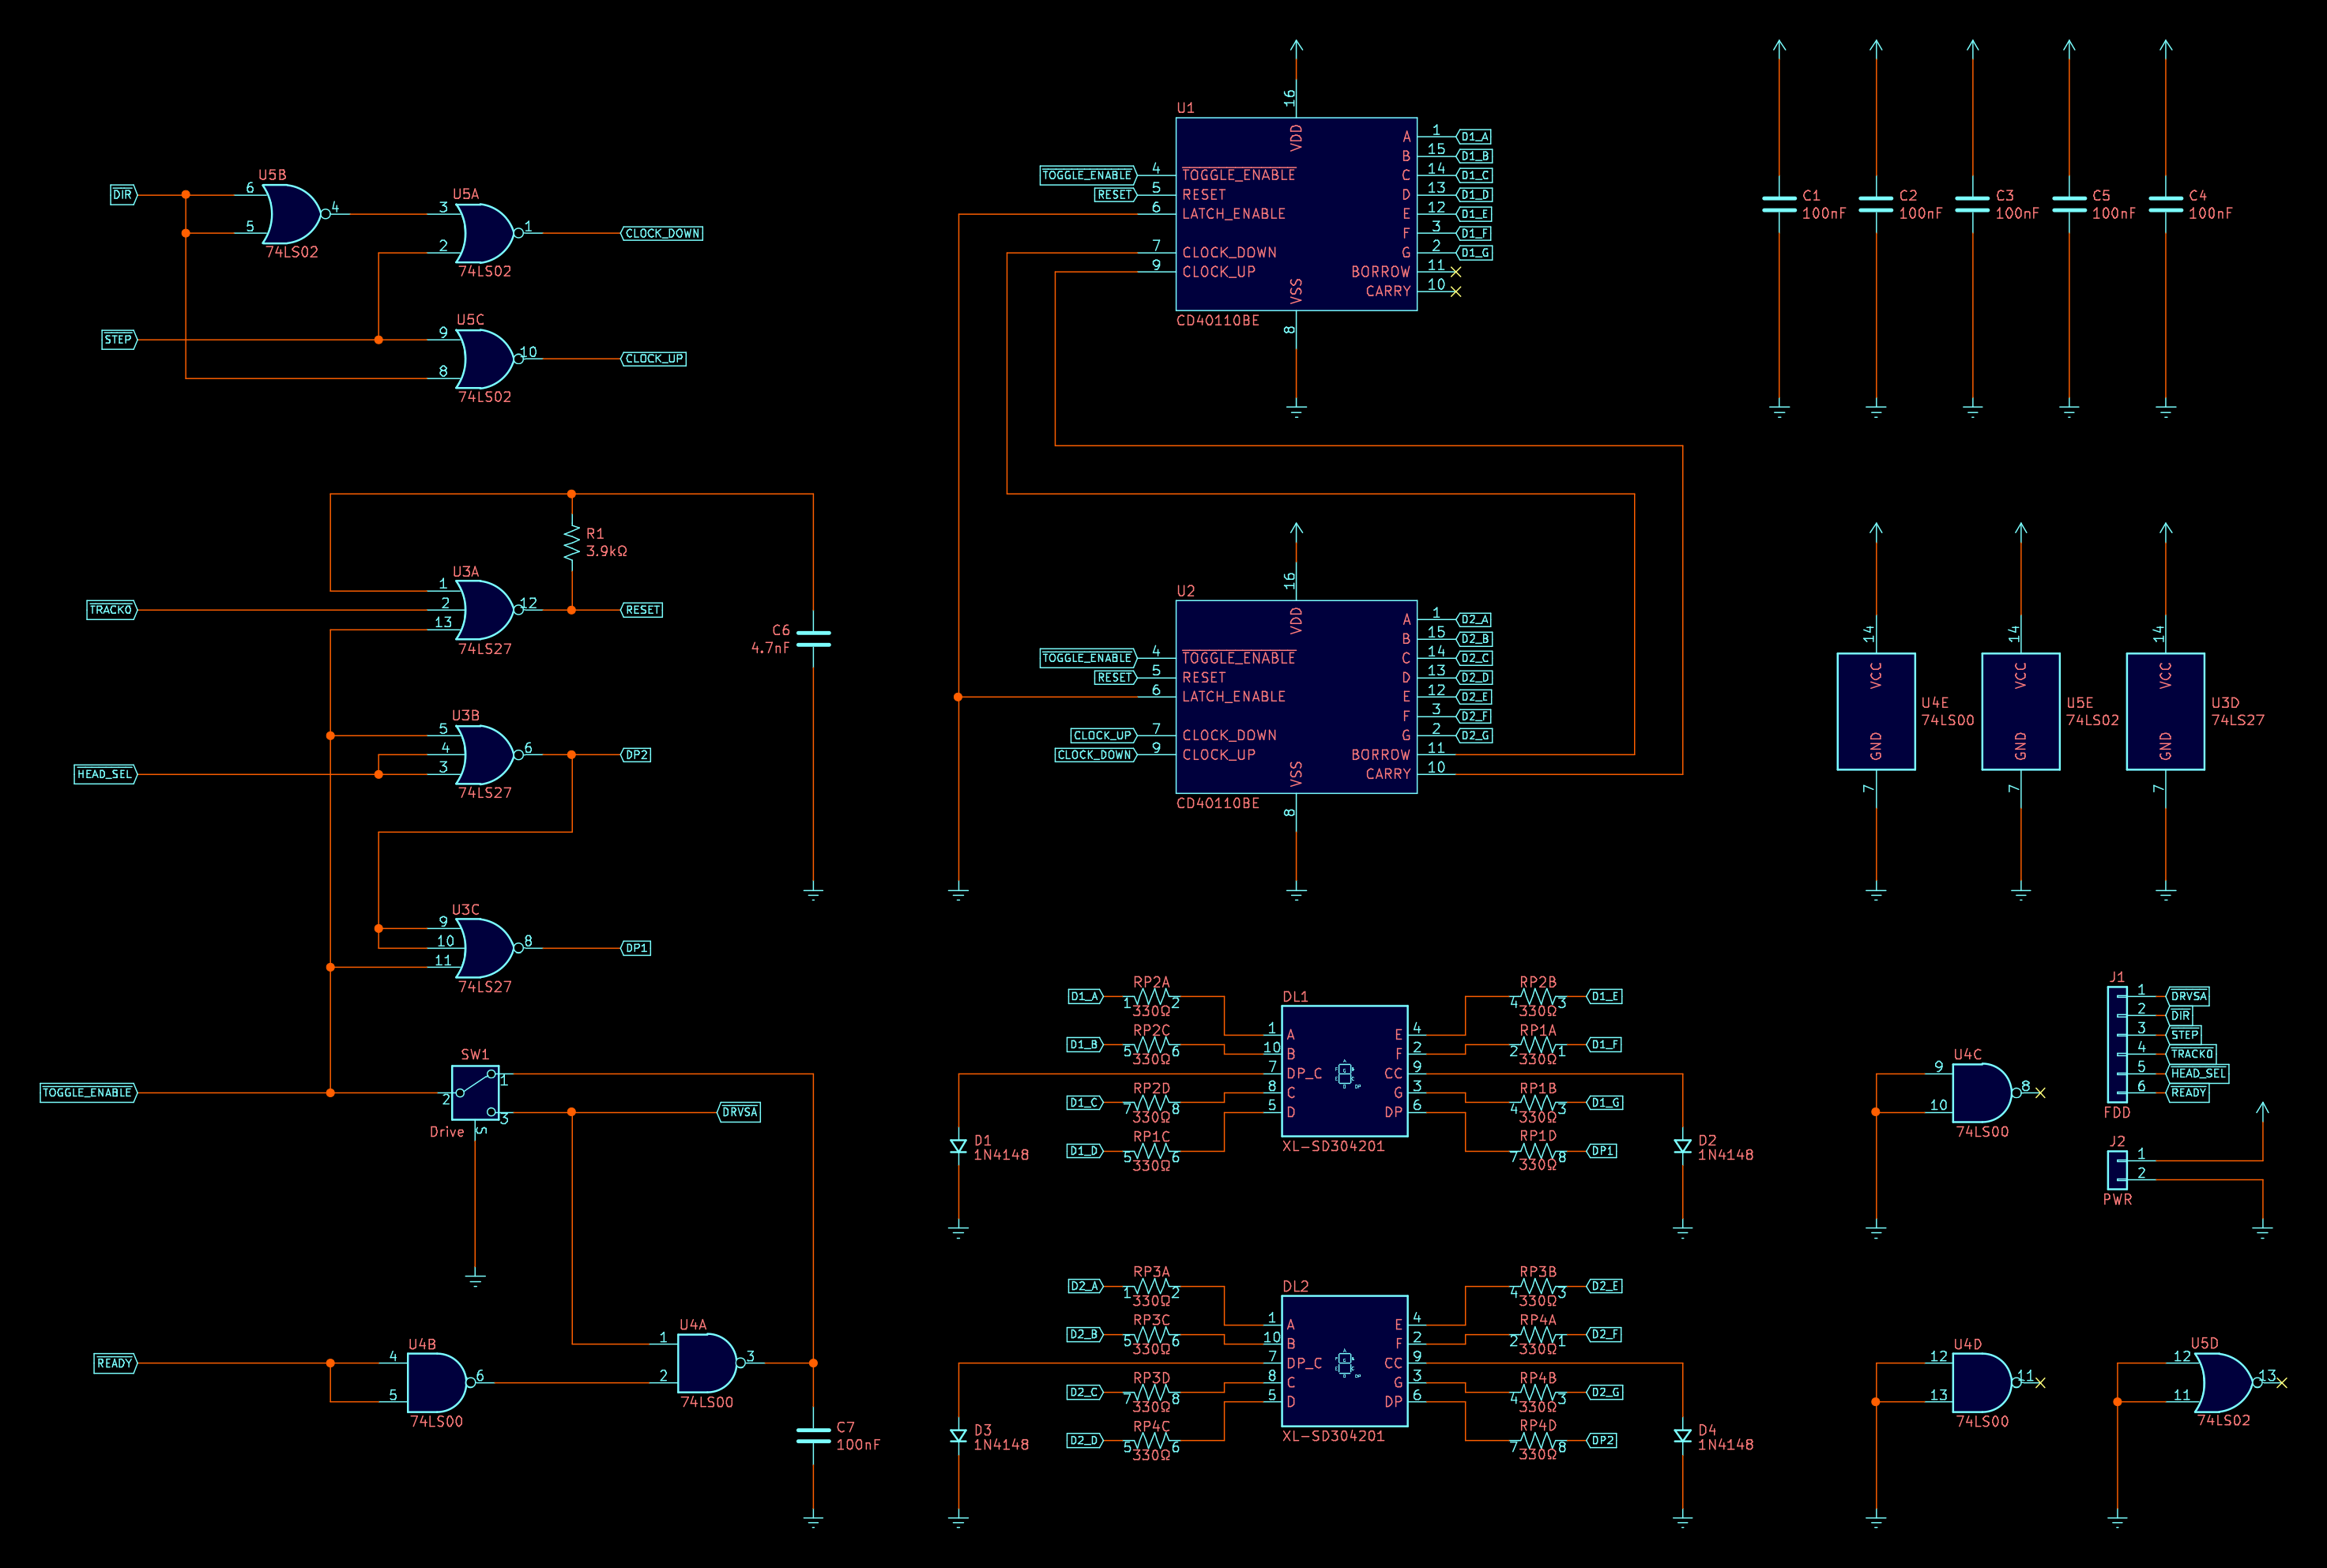 U5B
DIR
6
5
4
74LS02
U5A
3
2
1
74LS02
CLOCK_DOWN
STEP
U5C
9
8
10
74LS02
CLOCK_UP
R1
3.9kΩ
TRACK0
U3A
1
2
13
12
74LS27
RESET
C6
4.7nF
HEAD_SEL
U3B
5
4
3
6
74LS27
DP2
U3C
9
10
11
8
74LS27
DP1
TOGGLE_ENABLE
SW1
2
1
3
S
Drive
DRVSA
READY
U4B
4
5
6
74LS00
U4A
1
2
3
74LS00
C7
100nF
U1
16
VDD
TOGGLE_ENABLE 4 TOGGLE_ENABLE
RESET 5 RESET
6 LATCH_ENABLE
7 CLOCK_DOWN
9 CLOCK_UP
A 1 D1_A
B 15 D1_B
C 14 D1_C
D 13 D1_D
E 12 D1_E
F 3 D1_F
G 2 D1_G
BORROW 11
CARRY 10
VSS
8
CD40110BE
U2
16
VDD
TOGGLE_ENABLE 4 TOGGLE_ENABLE
RESET 5 RESET
6 LATCH_ENABLE
CLOCK_UP 7 CLOCK_DOWN
CLOCK_DOWN 9 CLOCK_UP
A 1 D2_A
B 15 D2_B
C 14 D2_C
D 13 D2_D
E 12 D2_E
F 3 D2_F
G 2 D2_G
BORROW 11
CARRY 10
VSS
8
CD40110BE
C1
100nF
C2
100nF
C3
100nF
C5
100nF
C4
100nF
14
VCC
GND
7
U4E
74LS00
14
VCC
GND
7
U5E
74LS02
14
VCC
GND
7
U3D
74LS27
RP2A
D1_A 1 2
330Ω
RP2C
D1_B 5 6
330Ω
RP2D
D1_C 7 8
330Ω
RP1C
D1_D 5 6
330Ω
DL1
1 A
10 B
7 DP_C
8 C
5 D
E 4
F 2
CC 9
G 3
DP 6
XL-SD304201
RP2B
4 3 D1_E
330Ω
RP1A
2 1 D1_F
330Ω
RP1B
4 3 D1_G
330Ω
RP1D
7 8 DP1
330Ω
D1
1N4148
D2
1N4148
RP3A
D2_A 1 2
330Ω
RP3C
D2_B 5 6
330Ω
RP3D
D2_C 7 8
330Ω
RP4C
D2_D 5 6
330Ω
DL2
1 A
10 B
7 DP_C
8 C
5 D
E 4
F 2
CC 9
G 3
DP 6
XL-SD304201
RP3B
4 3 D2_E
330Ω
RP4A
2 1 D2_F
330Ω
RP4B
4 3 D2_G
330Ω
RP4D
7 8 DP2
330Ω
D3
1N4148
D4
1N4148
U4C
9
10
8
74LS00
J1
1 DRVSA
2 DIR
3 STEP
4 TRACK0
5 HEAD_SEL
6 READY
FDD
J2
1
2
PWR
U4D
12
13
11
74LS00
U5D
12
11
13
74LS02